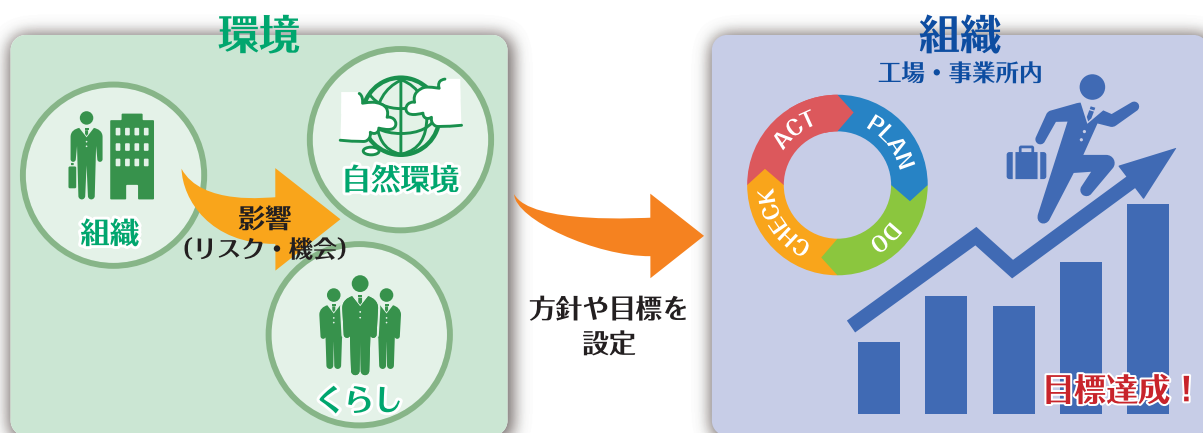 環境
組織
影響
(リスク・機会)
自然環境
くらし
方針や目標を
設定
組織
工場・事業所内
PLAN
DO
CHECK
ACT
目標達成！